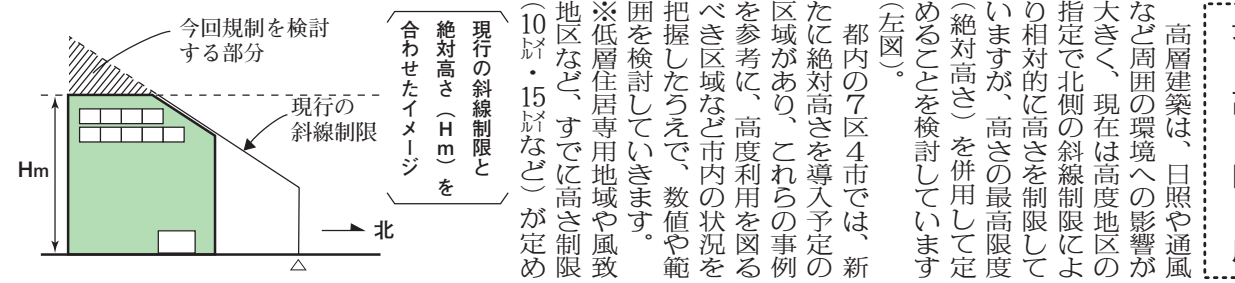 高層建築は、日照や通風
など周囲の環境への影響が
大きく、現在は高度地区の
指定で北側の斜線制限によ
り相対的に高さを制限して
いますが、高さの最高限度
（絶対高さ）を併用して定
めることを検討しています
（左図）。
都内の７区４市では、新
たに絶対高さを導入予定の
区域があり、これらの事例
を参考に、高度利用を図る
べき区域など市内の状況を
把握したうえで、数値や範
囲を検討していきます。
※低層住居専用地域や風致
地区など、すでに高さ制限
（10㍍・15㍍など）が定め
現行の斜線制限と
絶対高さ（Ｈｍ）を
合わせたイメージ
今回規制を検討
する部分
現行の
斜線制限
Hm
北